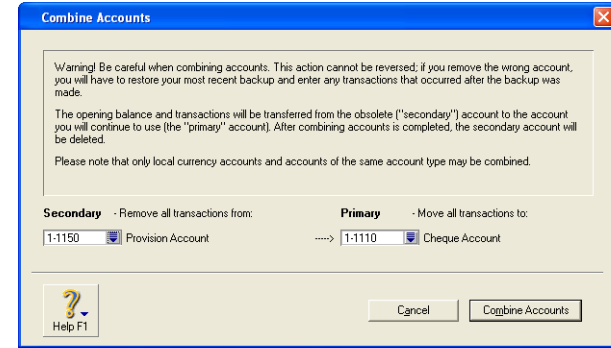 Combine Accounts
Warning! Be careful when combining accounts. This action cannot be reversed; if you remove the wrong account,
you will have to restore your most recent backup and enter any transactions that occurred after the backup was
made.
The opening balance and transactions will be transferred from the obsolete ("secondary") account to the account
you will continue to use (the "primary" account). After combining accounts is completed, the secondary account will
be deleted.
Please note that only local currency accounts and accounts of the same account type may be combined.
Secondary - Remove all transactions from: Primary - Move all transactions to:
1-1150 Provision Account ----> 1-1110 Cheque Account
Help F1 Cancel Combine Accounts